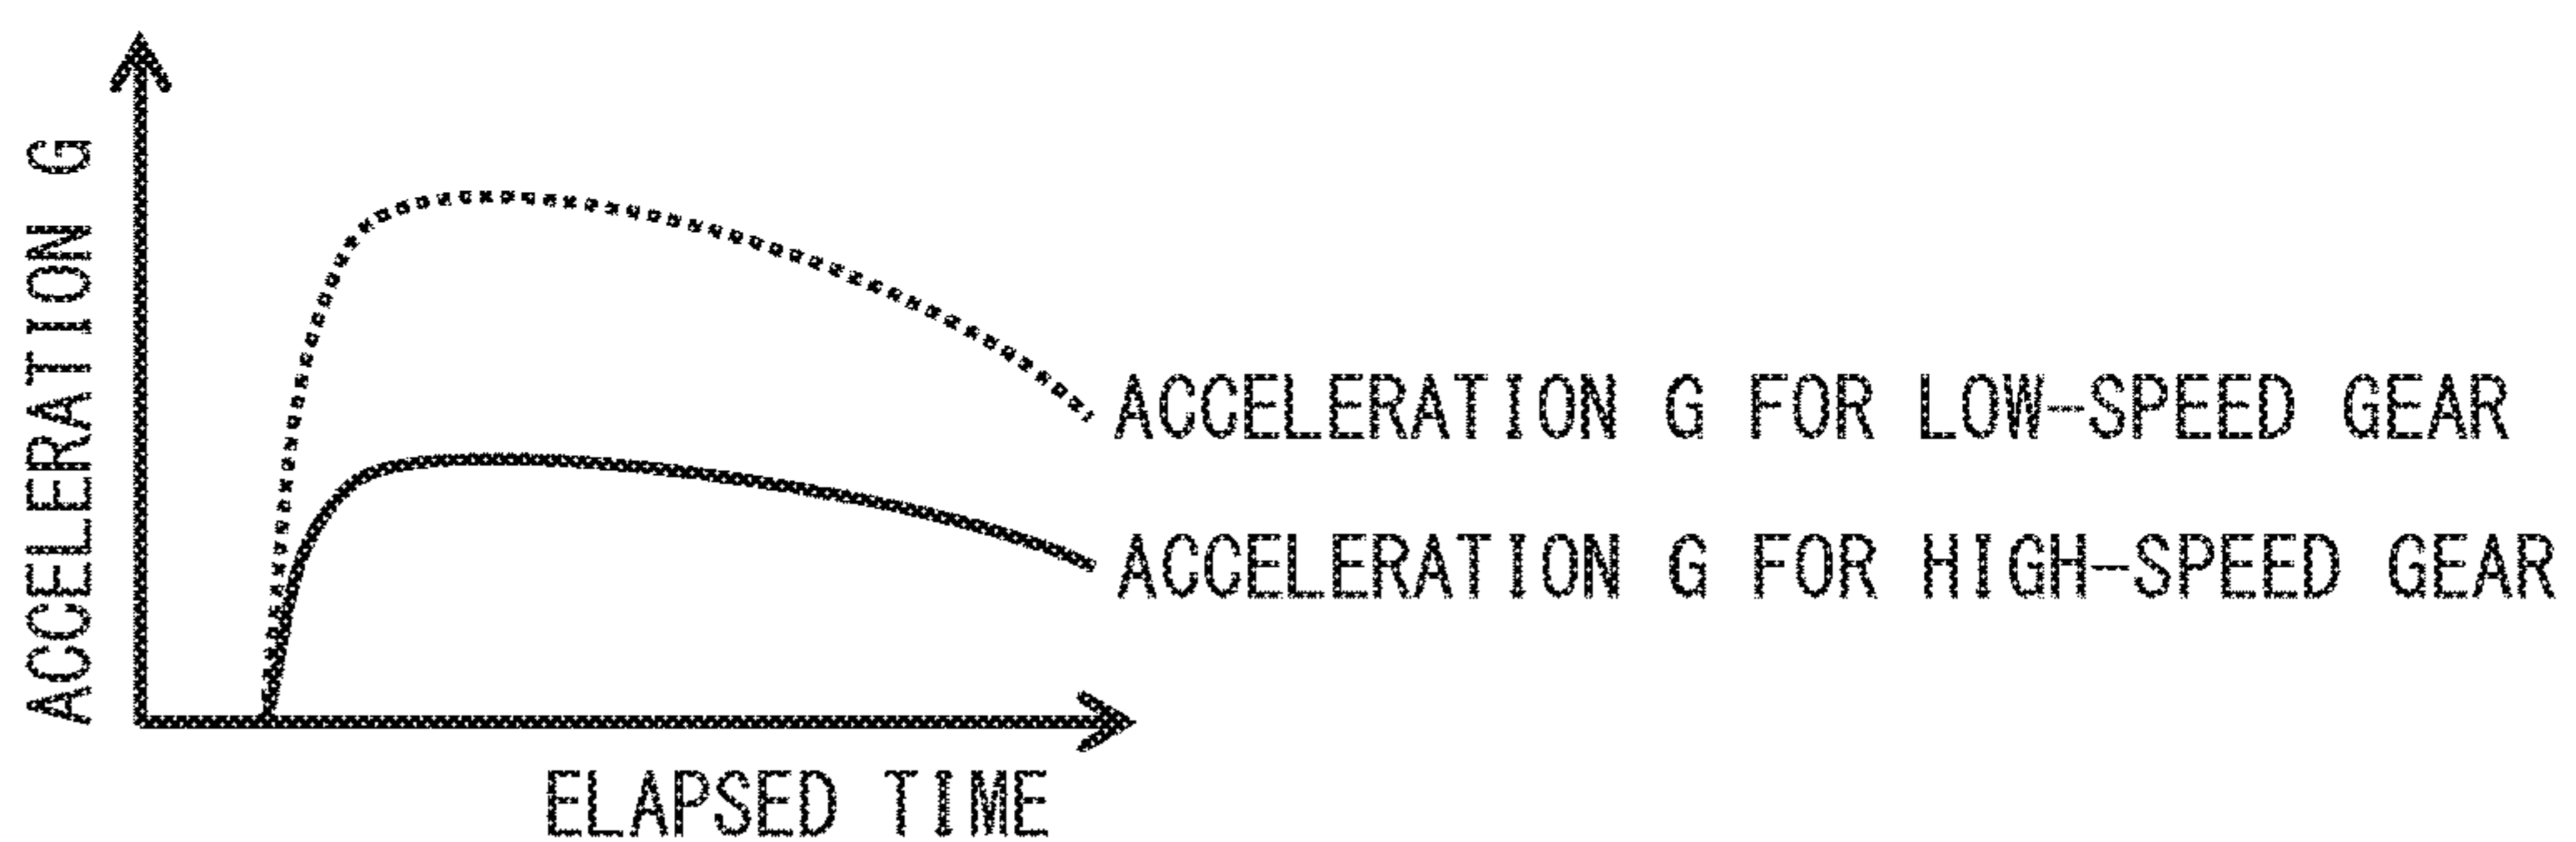 ACCELERATION G
ACCELERATION G FOR LOW-SPEED GEAR
ACCELERATION G FOR HIGH-SPEED GEAR
ELAPSED TIME